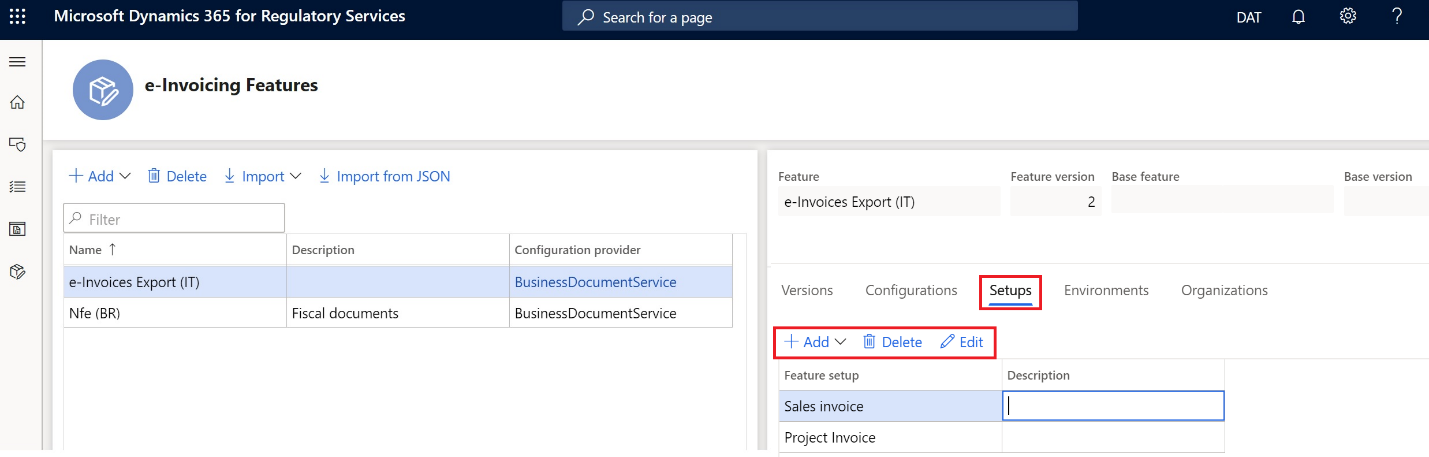 Microsoft Dynamics 365 for Regulatory Services
Search for a page
DAT
?
e-Invoicing Features
Add
Delete
Import
Import from JSON
Filter
Name ↑ Description Configuration provider
e-Invoices Export (IT) BusinessDocumentService
Nfe (BR) Fiscal documents BusinessDocumentService
Feature Feature version Base feature Base version
e-Invoices Export (IT) 2
Versions Configurations Setups Environments Organizations
Add Delete Edit
Feature setup Description
Sales invoice
Project Invoice